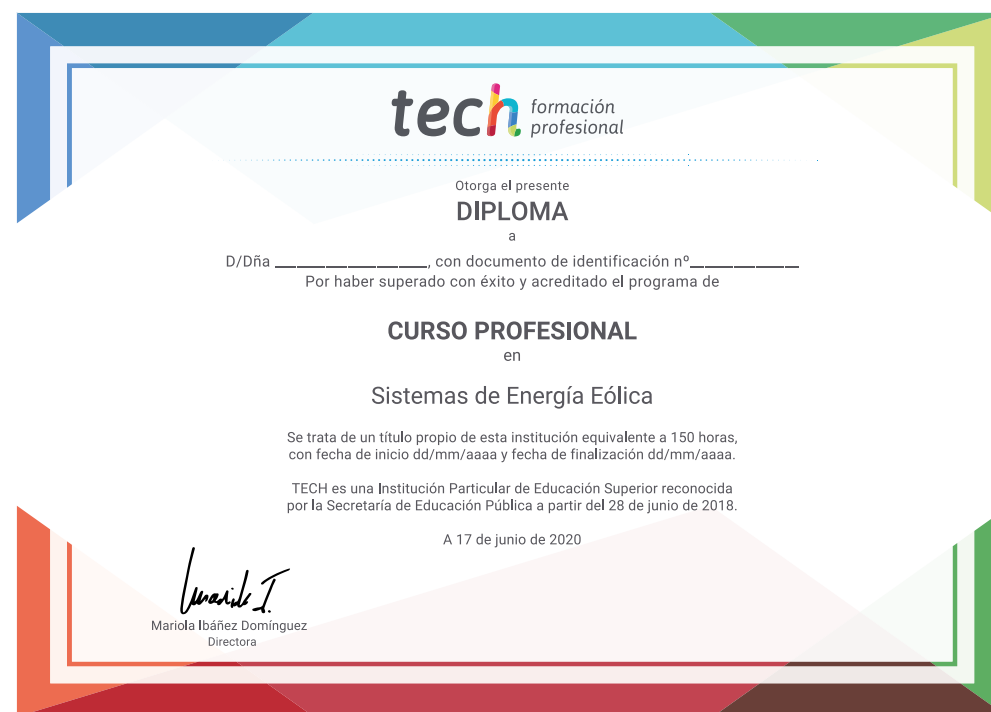 tech formación
profesional
Otorga el presente
DIPLOMA
a
D/Dña ____________________, con documento de identificación nº______________
Por haber superado con éxito y acreditado el programa de
CURSO PROFESIONAL
en
Sistemas de Energía Eólica
Se trata de un título propio de esta institución equivalente a 150 horas,
con fecha de inicio dd/mm/aaaa y fecha de finalización dd/mm/aaaa.
TECH es una Institución Particular de Educación Superior reconocida
por la Secretaría de Educación Pública a partir del 28 de junio de 2018.
A 17 de junio de 2020
Mariola I.
Mariola Ibáñez Domínguez
Directora